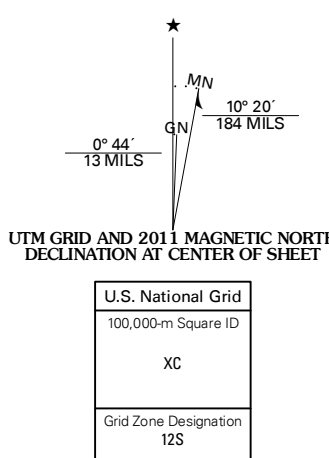 ★
MN
10° 20´
184 MILS
GN
0° 44´
13 MILS
UTM GRID AND 2011 MAGNETIC NORTH
DECLINATION AT CENTER OF SHEET
U.S. National Grid
100,000-m Square ID
XC
Grid Zone Designation
12S